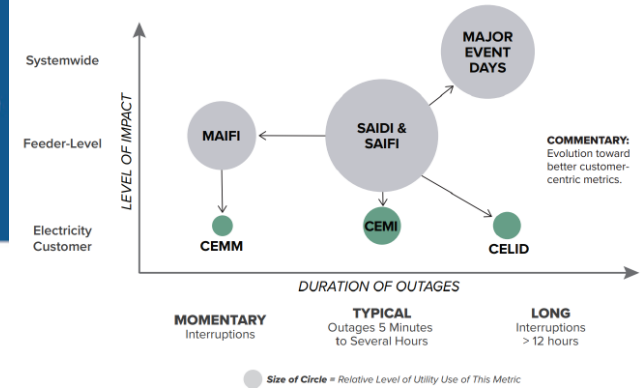 Systemwide
Feeder-Level
Electricity
Customer
LEVEL OF IMPACT
MAJOR
EVENT
DAYS
MAIFI
SAIDI &
SAIFI
COMMENTARY:
Evolution toward
better customer-
centric metrics.
CEMM
CEMI
CELID
DURATION OF OUTAGES
MOMENTARY
Interruptions
TYPICAL
Outages 5 Minutes
to Several Hours
LONG
Interruptions
> 12 hours
Size of Circle = Relative Level of Utility Use of This Metric